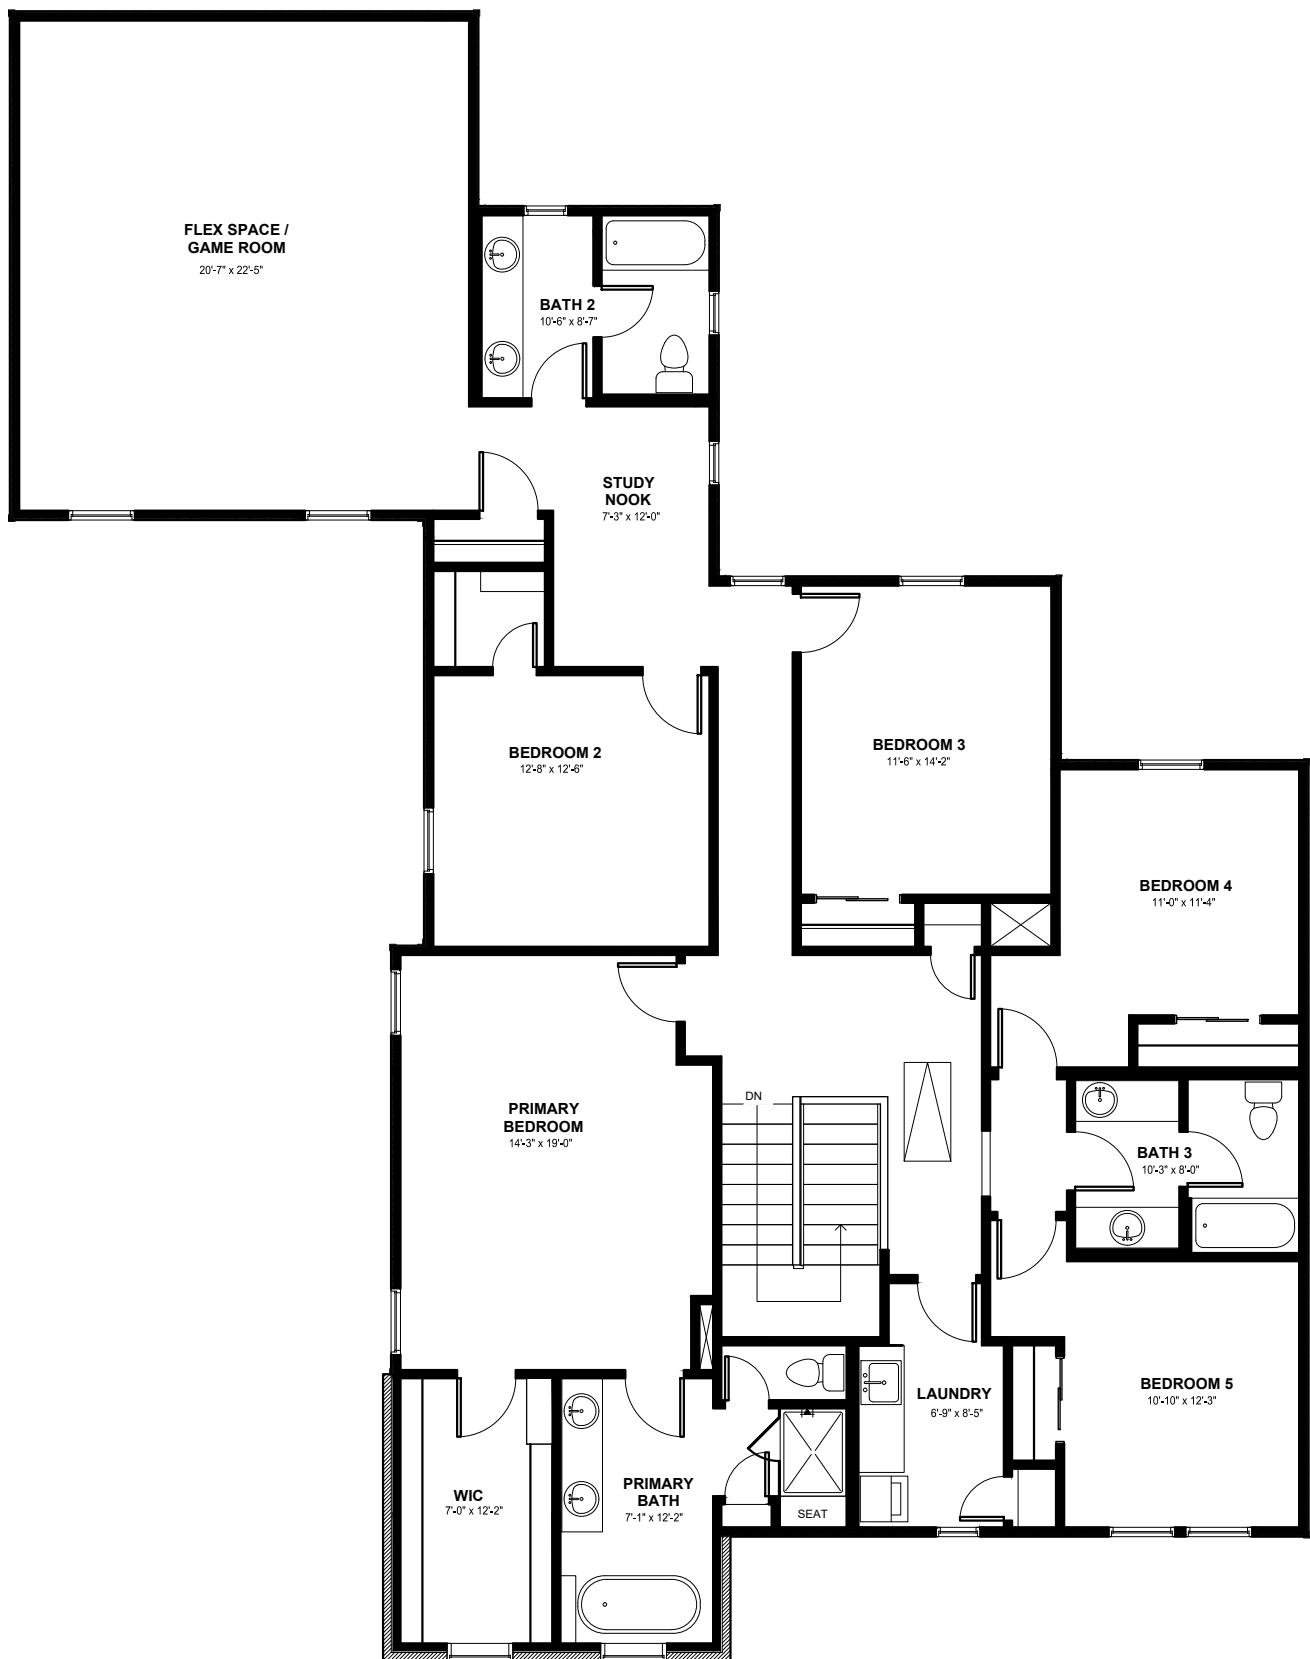 FLEX SPACE /
GAME ROOM
20'-7" x 22'-5"
BATH 2
10'-6" x 8'-7"
STUDY
NOOK
7'-3" x 12'-0"
BEDROOM 2
12'-8" x 12'-6"
BEDROOM 3
11'-6" x 14'-2"
BEDROOM 4
11'-0" x 11'-4"
PRIMARY
BEDROOM
14'-3" x 19'-0"
DN
BATH 3
10'-3" x 8'-0"
BEDROOM 5
10'-10" x 12'-3"
LAUNDRY
6'-9" x 8'-5"
WIC
7'-0" x 12'-2"
PRIMARY
BATH
7'-1" x 12'-2"
SEAT